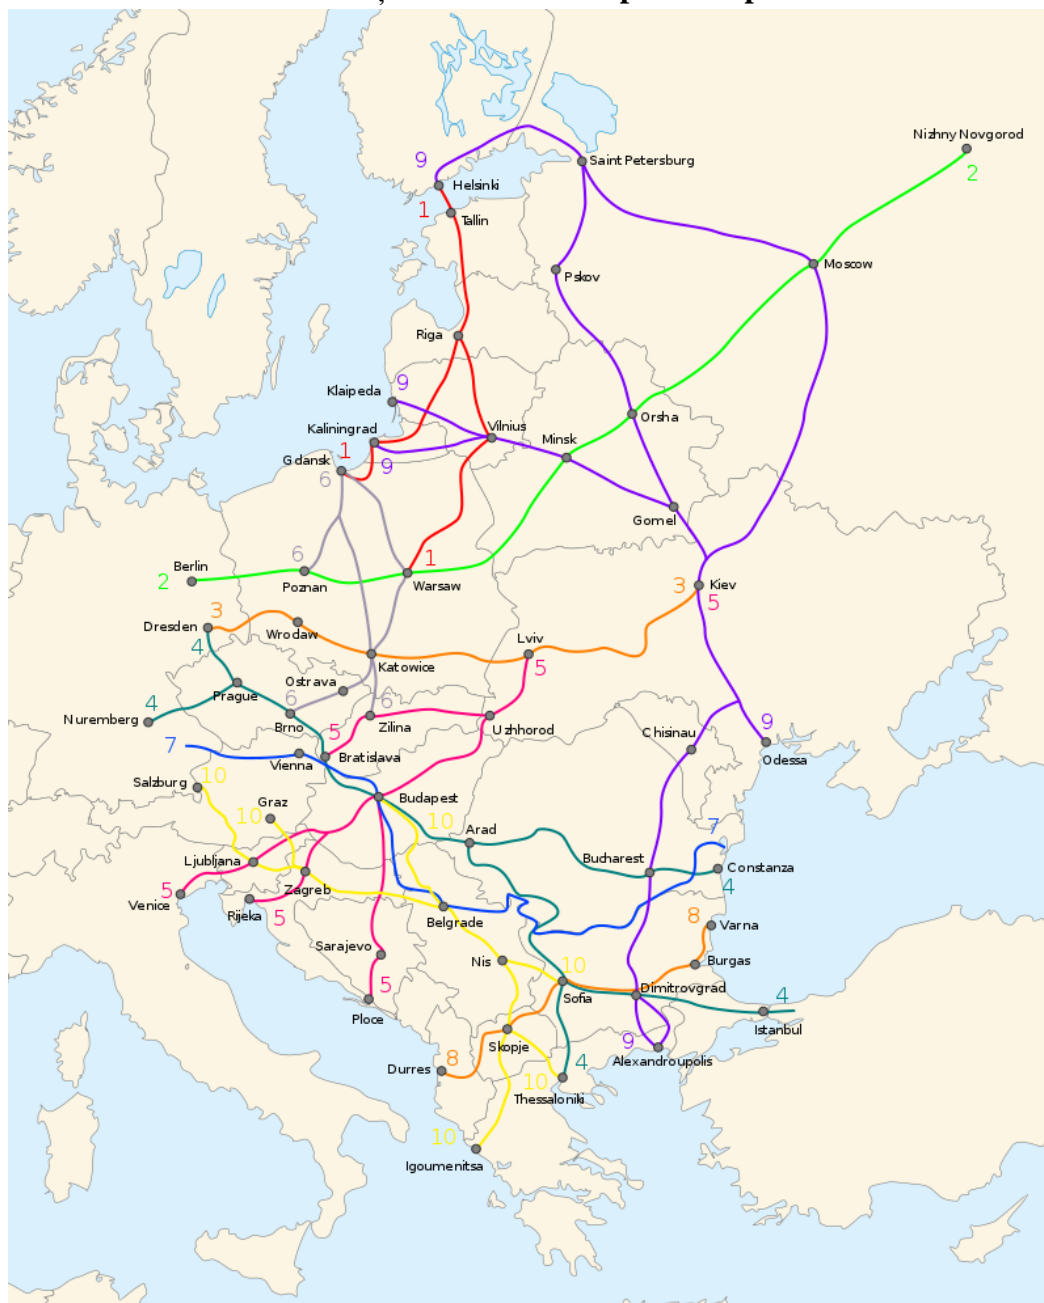 Nizhny Novgorod
2
9
Saint Petersburg
Helsinki
1
Tallin
Moscow
Pskov
Riga
Klaipeda
9
Orsha
Kaliningrad
Vilnius
Minsk
1
Gdansk
9
6
Gomel
6
1
Berlin
2
Poznan
Warsaw
3
Kiev
5
3
Dresden
Wrodaw
4
Lviv
Katowice
5
Ostrava
Prague
6
6
4
Nuremberg
Brno
5
Zilina
Uzhhorod
Chisinau
9
7
Vienna
Bratislava
Odessa
Salzburg
10
Graz
Budapest
10
10
Arad
7
Ljubljana
Bucharest
Constanza
5
Zagreb
4
Venice
Rijeka
5
Belgrade
8
Varna
Sarajevo
Nis
10
Burgas
5
Sofia
Dimitrovgrad
4
Ploce
Istanbul
Skopje
9
8
4
Alexandroupolis
Durres
10
Thessaloniki
10
Igoumenitsa